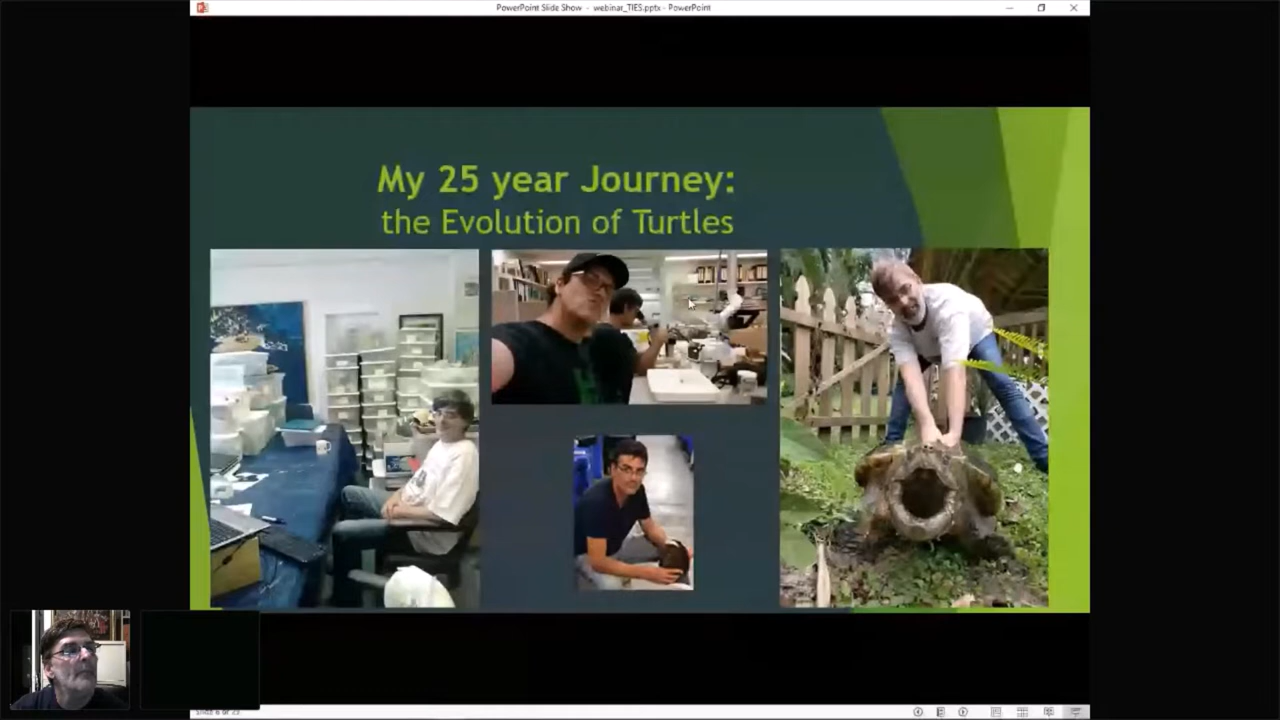 PowerPoint Slide Show - webinar_TIES.pptx - PowerPoint
My 25 year Journey:
the Evolution of Turtles